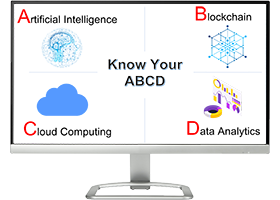 Artificial Intelligence
Blockchain
Know Your
ABCD
Cloud Computing
Data Analytics